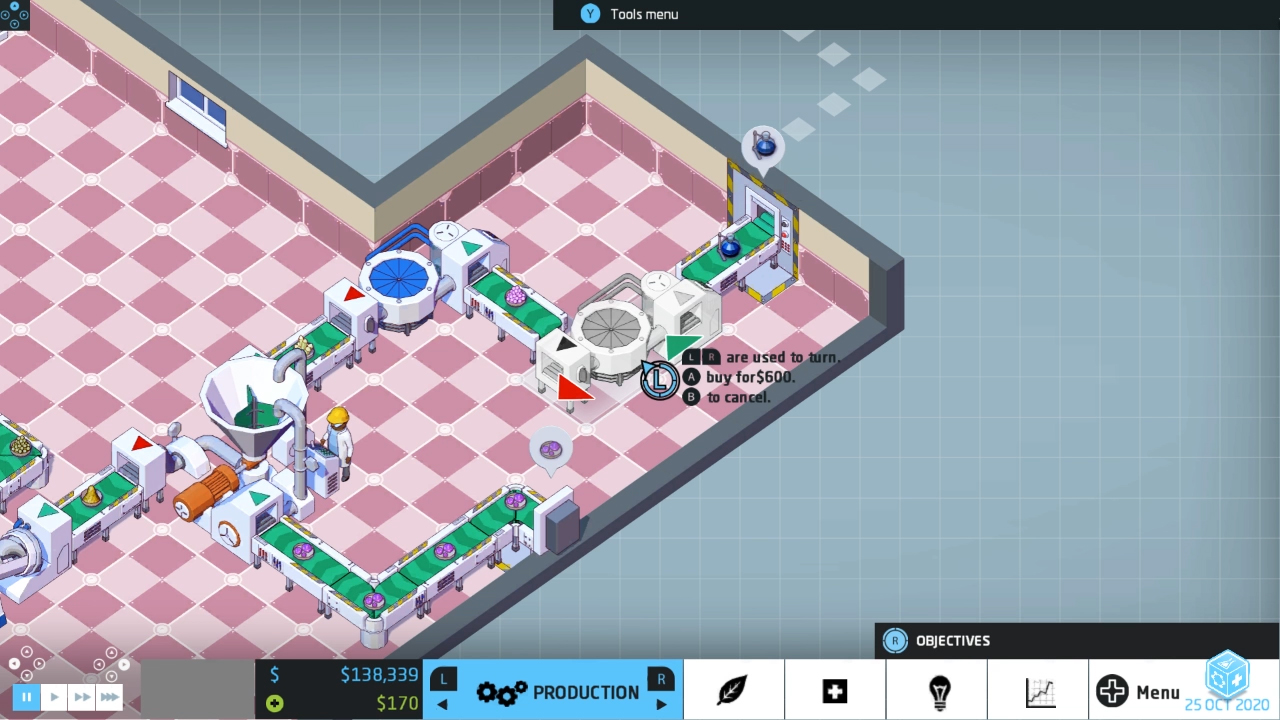 Y Tools menu
L R are used to turn.
A buy for$600.
B to cancel.
L
R OBJECTIVES
$ $138,339
$170
L PRODUCTION R
Menu
25 OCT 2020